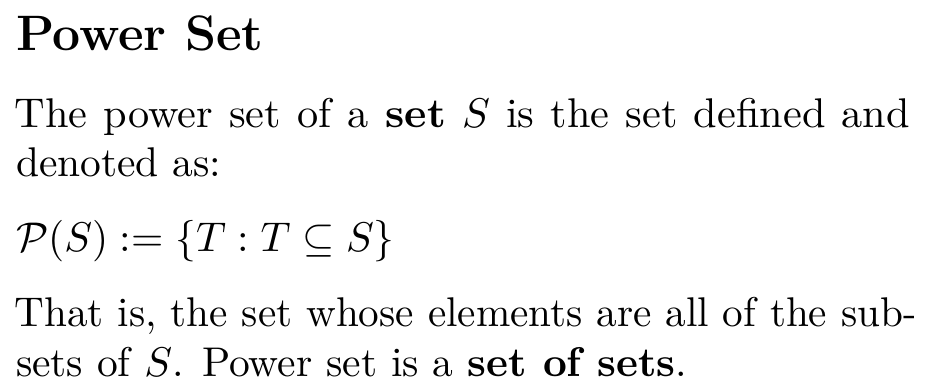 Power Set
The power set of a set S is the set defined and
denoted as:
𝒫(S) := {T : T ⊆ S}
That is, the set whose elements are all of the sub-
sets of S. Power set is a set of sets.